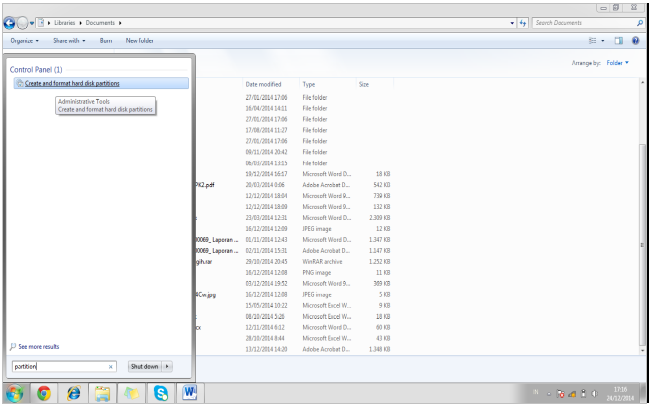 Libraries ▸ Documents ▸
Search Documents
Organize ▾ Share with ▾ Burn New folder
Arrange by: Folder ▾
Control Panel (1)
Create and format hard disk partitions
Administrative Tools
Create and format hard disk partitions
Date modified Type Size
27/01/2014 17:06 File folder
16/04/2014 14:11 File folder
27/01/2014 17:06 File folder
17/08/2014 11:27 File folder
27/01/2014 17:06 File folder
09/11/2014 20:42 File folder
06/03/2014 13:15 File folder
19/12/2014 16:17 Microsoft Word D... 18 KB
PK2.pdf 20/03/2014 0:06 Adobe Acrobat D... 542 KB
12/12/2014 18:04 Microsoft Word 9... 739 KB
12/12/2014 18:09 Microsoft Word 9... 132 KB
23/03/2014 12:31 Microsoft Word D... 2.309 KB
16/12/2014 12:09 JPEG image 12 KB
00069_ Laporan ... 01/11/2014 12:43 Microsoft Word D... 1.347 KB
00069_ Laporan ... 02/11/2014 15:31 Adobe Acrobat D... 1.147 KB
gih.rar 29/10/2014 20:45 WinRAR archive 1.252 KB
16/12/2014 12:08 PNG image 11 KB
03/12/2014 19:52 Microsoft Word 9... 369 KB
4Cw.jpg 16/12/2014 12:08 JPEG image 5 KB
15/05/2014 10:22 Microsoft Excel W... 9 KB
08/10/2014 5:26 Microsoft Excel W... 18 KB
cx 12/11/2014 6:12 Microsoft Word D... 60 KB
28/10/2014 8:44 Microsoft Excel W... 43 KB
13/12/2014 14:20 Adobe Acrobat D... 1.348 KB
See more results
partition
Shut down
17:16
24/12/2014